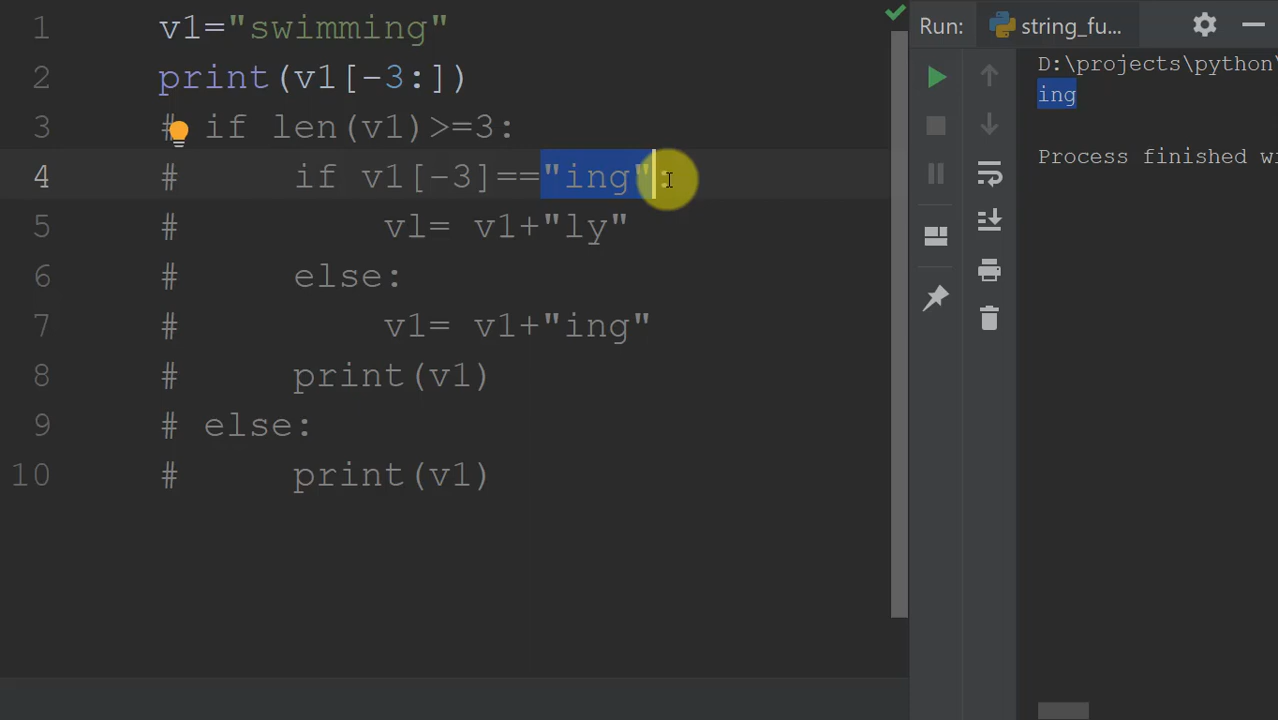 1 v1="swimming"
2 print(v1[-3:])
3 # if len(v1)>=3:
4 # if v1[-3]=="ing":
5 # vl= v1+"ly"
6 # else:
7 # v1= v1+"ing"
8 # print(v1)
9 # else:
10 # print(v1)
Run: string_fu...
D:\projects\python\
ing
Process finished wi